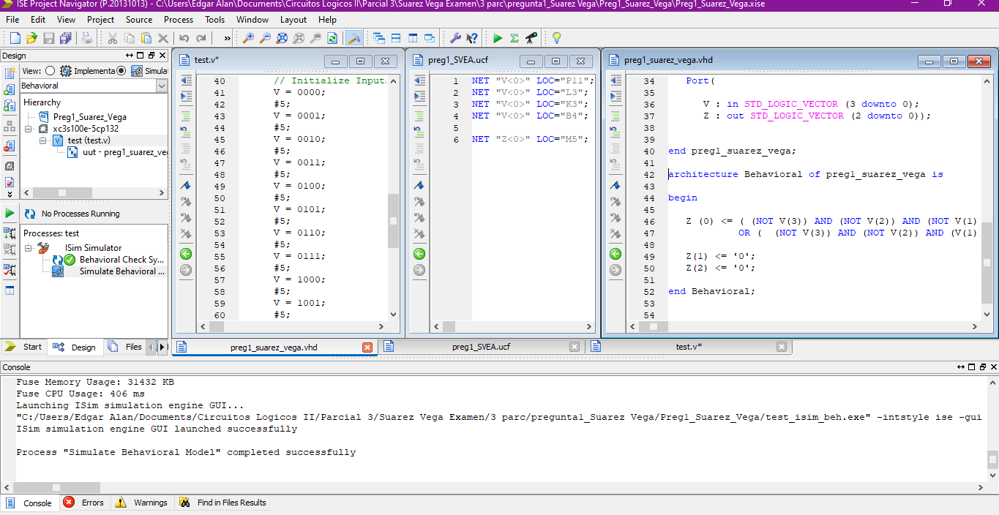 ISE Project Navigator (P.20131013) - C:\Users\Edgar Alan\Documents\Circuitos Logicos II\Parcial 3\Suarez Vega Examen\3 parc\pregunta1_Suarez Vega\Preg1_Suarez_Vega\Preg1_Suarez_Vega.xise
File Edit View Project Source Process Tools Window Layout Help
»
Design
View: Implementa Simula
Behavioral
Hierarchy
Preg1_Suarez_Vega
xc3s100e-5cp132
test (test.v)
uut - preg1_suarez_ve
No Processes Running
Processes: test
ISim Simulator
Behavioral Check Sy...
Simulate Behavioral ...
Start Design Files
test.v*
40 // Initialize Input
41 V = 0000;
42 #5;
43 V = 0001;
44 #5;
45 V = 0010;
46 #5;
47 V = 0011;
48 #5;
49 V = 0100;
50 #5;
51 V = 0101;
52 #5;
53 V = 0110;
54 #5;
55 V = 0111;
56 #5;
57 V = 1000;
58 #5;
59 V = 1001;
60 #5;
preg1_SVEA.ucf
1 NET "V<0>" LOC="P11";
2 NET "V<0>" LOC="L3";
3 NET "V<0>" LOC="K3";
4 NET "V<0>" LOC="B4";
5
6 NET "Z<0>" LOC="M5";
preg1_suarez_vega.vhd
34 Port(
35
36 V : in STD_LOGIC_VECTOR (3 downto 0);
37 Z : out STD_LOGIC_VECTOR (2 downto 0));
38
39
40 end preg1_suarez_vega;
41
42 architecture Behavioral of preg1_suarez_vega is
43
44 begin
45
46 Z (0) <= ( (NOT V(3)) AND (NOT V(2)) AND (NOT V(1)
47 OR ( (NOT V(3)) AND (NOT V(2)) AND (V(1)
48
49 Z(1) <= '0';
50 Z(2) <= '0';
51
52 end Behavioral;
53
54
preg1_suarez_vega.vhd preg1_SVEA.ucf test.v*
Console
Fuse Memory Usage: 31432 KB
Fuse CPU Usage: 406 ms
Launching ISim simulation engine GUI...
"C:/Users/Edgar Alan/Documents/Circuitos Logicos II/Parcial 3/Suarez Vega Examen/3 parc/pregunta1_Suarez Vega/Preg1_Suarez_Vega/test_isim_beh.exe" -intstyle ise -gui
ISim simulation engine GUI launched successfully
Process "Simulate Behavioral Model" completed successfully
Console Errors Warnings Find in Files Results